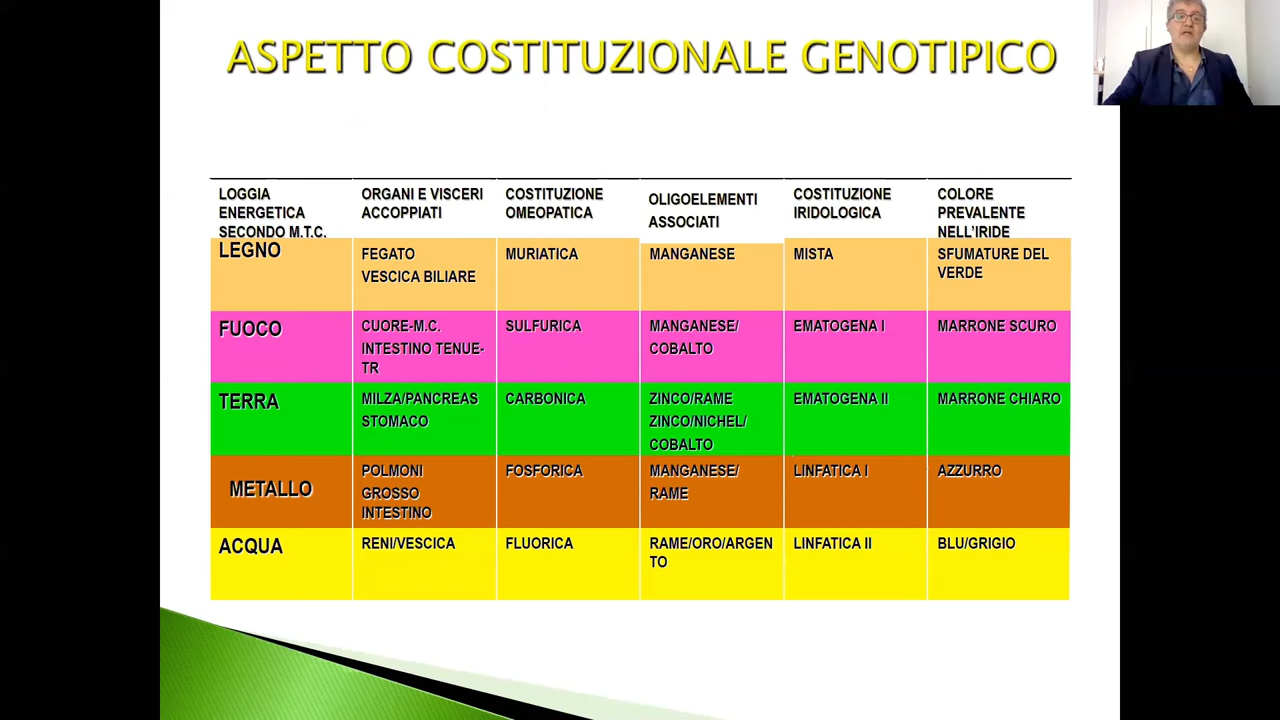 ASPETTO COSTITUZIONALE GENOTIPICO
LOGGIA
ENERGETICA
SECONDO M.T.C.
ORGANI E VISCERI
ACCOPPIATI
COSTITUZIONE
OMEOPATICA
OLIGOELEMENTI
ASSOCIATI
COSTITUZIONE
IRIDOLOGICA
COLORE
PREVALENTE
NELL'IRIDE
LEGNO
FEGATO
VESCICA BILIARE
MURIATICA
MANGANESE
MISTA
SFUMATURE DEL
VERDE
FUOCO
CUORE-M.C.
INTESTINO TENUE-
TR
SULFURICA
MANGANESE/
COBALTO
EMATOGENA I
MARRONE SCURO
TERRA
MILZA/PANCREAS
STOMACO
CARBONICA
ZINCO/RAME
ZINCO/NICHEL/
COBALTO
EMATOGENA II
MARRONE CHIARO
METALLO
POLMONI
GROSSO
INTESTINO
FOSFORICA
MANGANESE/
RAME
LINFATICA I
AZZURRO
ACQUA
RENI/VESCICA
FLUORICA
RAME/ORO/ARGEN
TO
LINFATICA II
BLU/GRIGIO